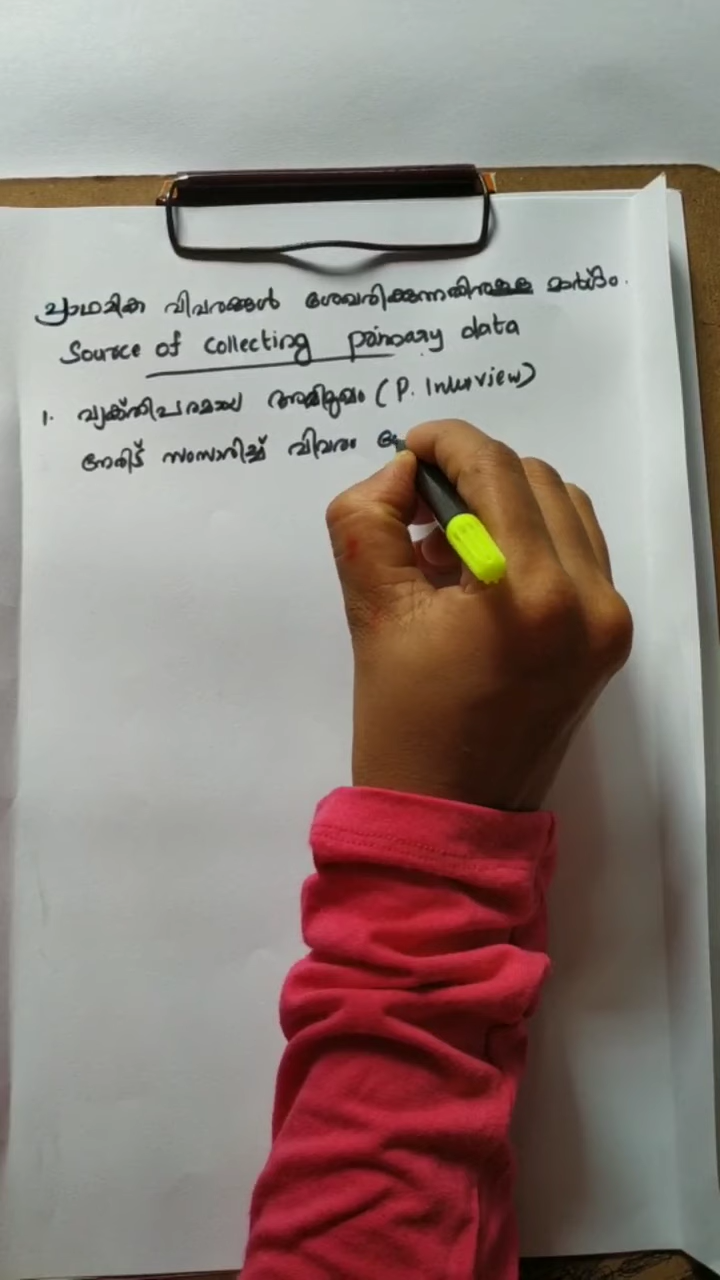 പ്രാഥമിക വിവരങ്ങൾ ശേഖരിക്കുന്നതിനുള്ള മാർഗ്ഗം.
Source of collecting primary data
1. വ്യക്തിപരമായ അഭിമുഖം (P. Interview)
നേരിട്ട് സംസാരിച്ച് വിവരം